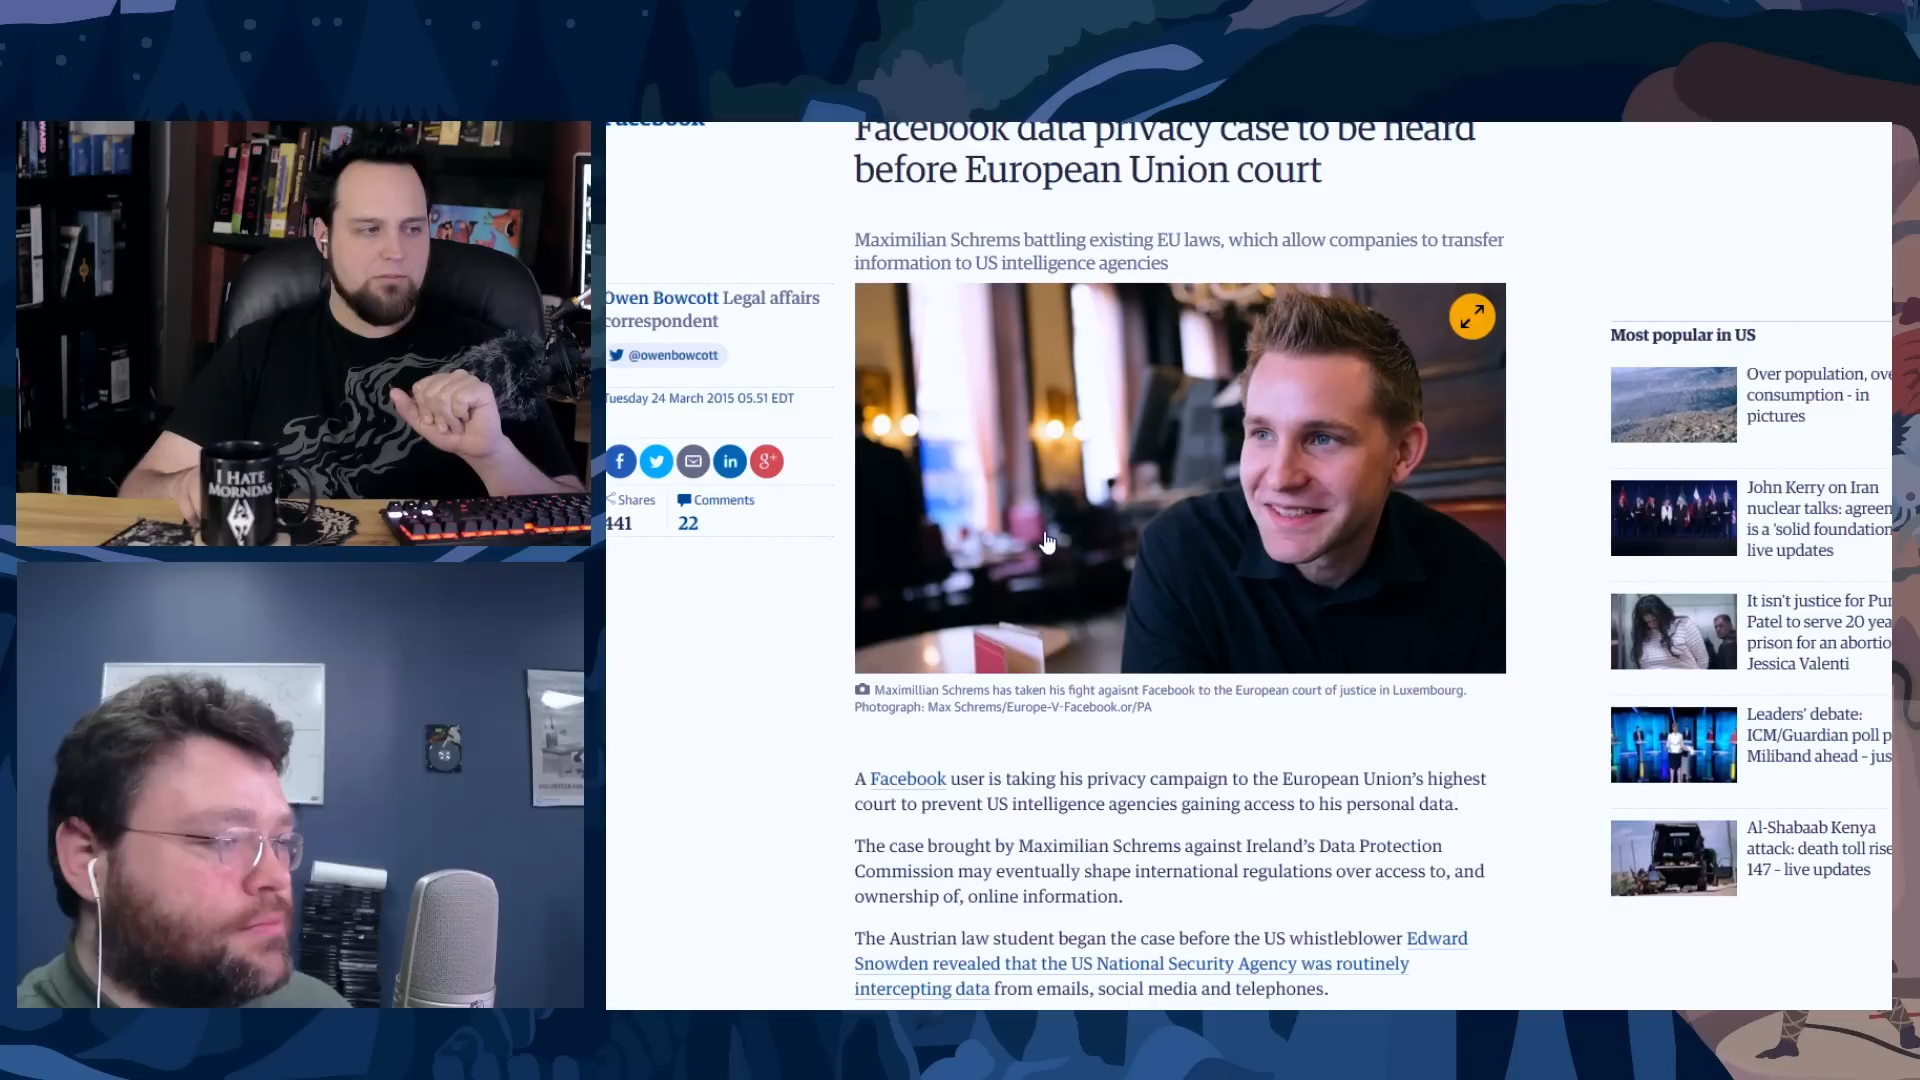 DUNE
I HATE
MORNDAS
Facebook
Facebook data privacy case to be heard
before European Union court
Maximilian Schrems battling existing EU laws, which allow companies to transfer
information to US intelligence agencies
Owen Bowcott Legal affairs
correspondent
@owenbowcott
Tuesday 24 March 2015 05.51 EDT
f
in
g+
Shares
441
Comments
22
Maximillian Schrems has taken his fight agaisnt Facebook to the European court of justice in Luxembourg.
Photograph: Max Schrems/Europe-V-Facebook.or/PA
A Facebook user is taking his privacy campaign to the European Union's highest
court to prevent US intelligence agencies gaining access to his personal data.
The case brought by Maximilian Schrems against Ireland's Data Protection
Commission may eventually shape international regulations over access to, and
ownership of, online information.
The Austrian law student began the case before the US whistleblower Edward
Snowden revealed that the US National Security Agency was routinely
intercepting data from emails, social media and telephones.
Most popular in US
Over population, ove
consumption - in
pictures
John Kerry on Iran
nuclear talks: agreen
is a 'solid foundation
live updates
It isn't justice for Pur
Patel to serve 20 yea
prison for an abortio
Jessica Valenti
Leaders' debate:
ICM/Guardian poll p
Miliband ahead – jus
Al-Shabaab Kenya
attack: death toll rise
147 – live updates